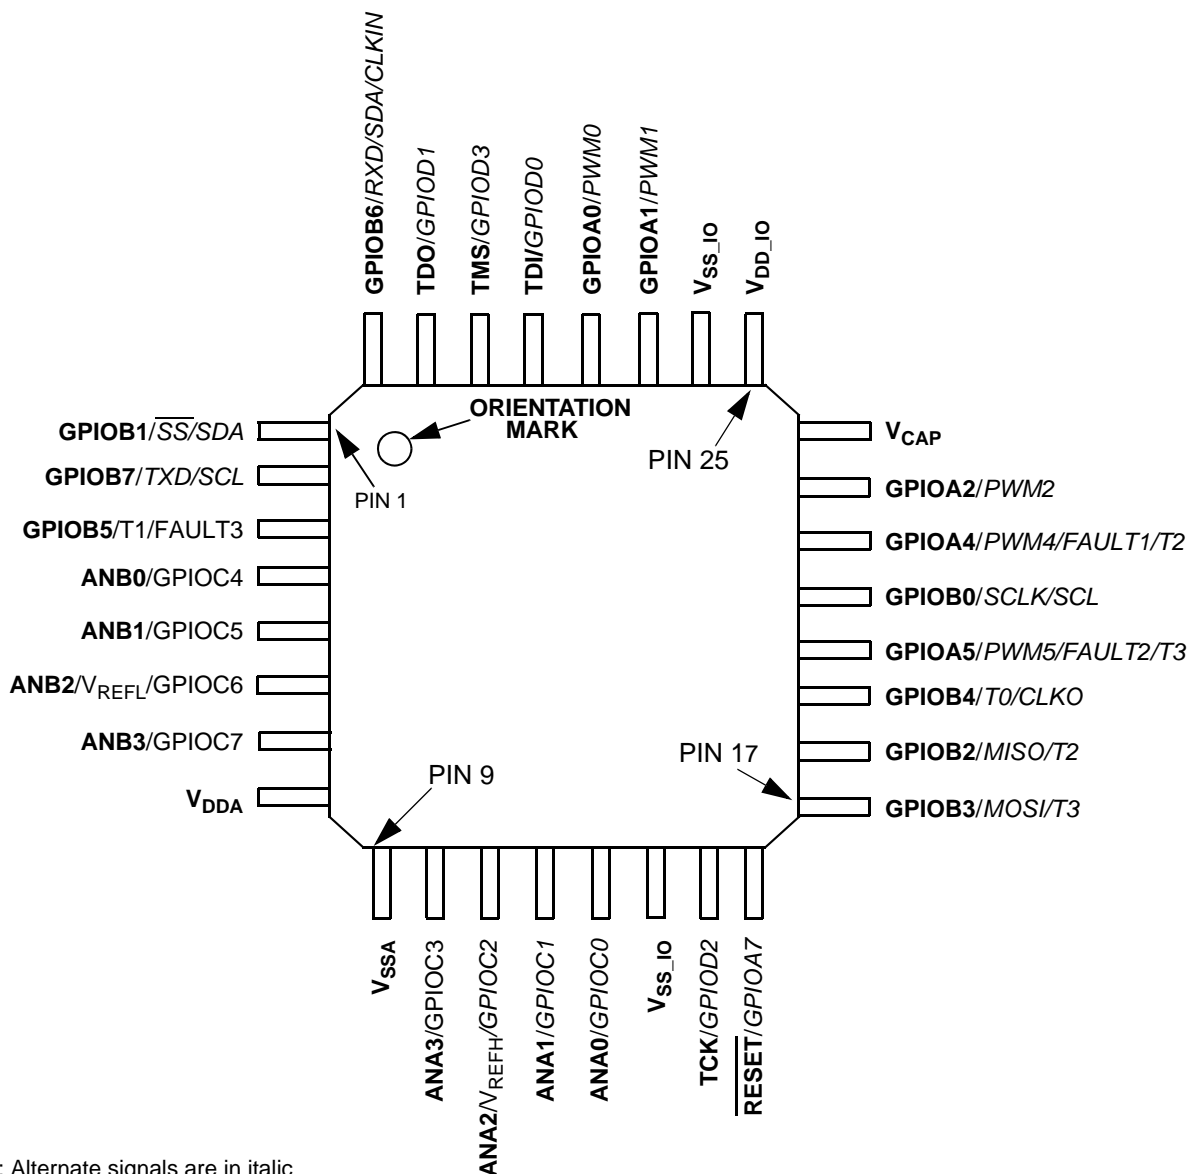 GPIOB6/RXD/SDA/CLKIN
TDO/GPIOD1
TMS/GPIOD3
TDI/GPIOD0
GPIOA0/PWM0
GPIOA1/PWM1
VSS_IO
VDD_IO
ORIENTATION
MARK
PIN 25
PIN 1
GPIOB1/SS/SDA
GPIOB7/TXD/SCL
GPIOB5/T1/FAULT3
ANB0/GPIOC4
ANB1/GPIOC5
ANB2/VREFL/GPIOC6
ANB3/GPIOC7
VDDA
VCAP
GPIOA2/PWM2
GPIOA4/PWM4/FAULT1/T2
GPIOB0/SCLK/SCL
GPIOA5/PWM5/FAULT2/T3
GPIOB4/T0/CLKO
GPIOB2/MISO/T2
GPIOB3/MOSI/T3
PIN 9
PIN 17
VSSA
ANA3/GPIOC3
ANA2/VREFH/GPIOC2
ANA1/GPIOC1
ANA0/GPIOC0
VSS_IO
TCK/GPIOD2
RESET/GPIOA7
: Alternate signals are in italic